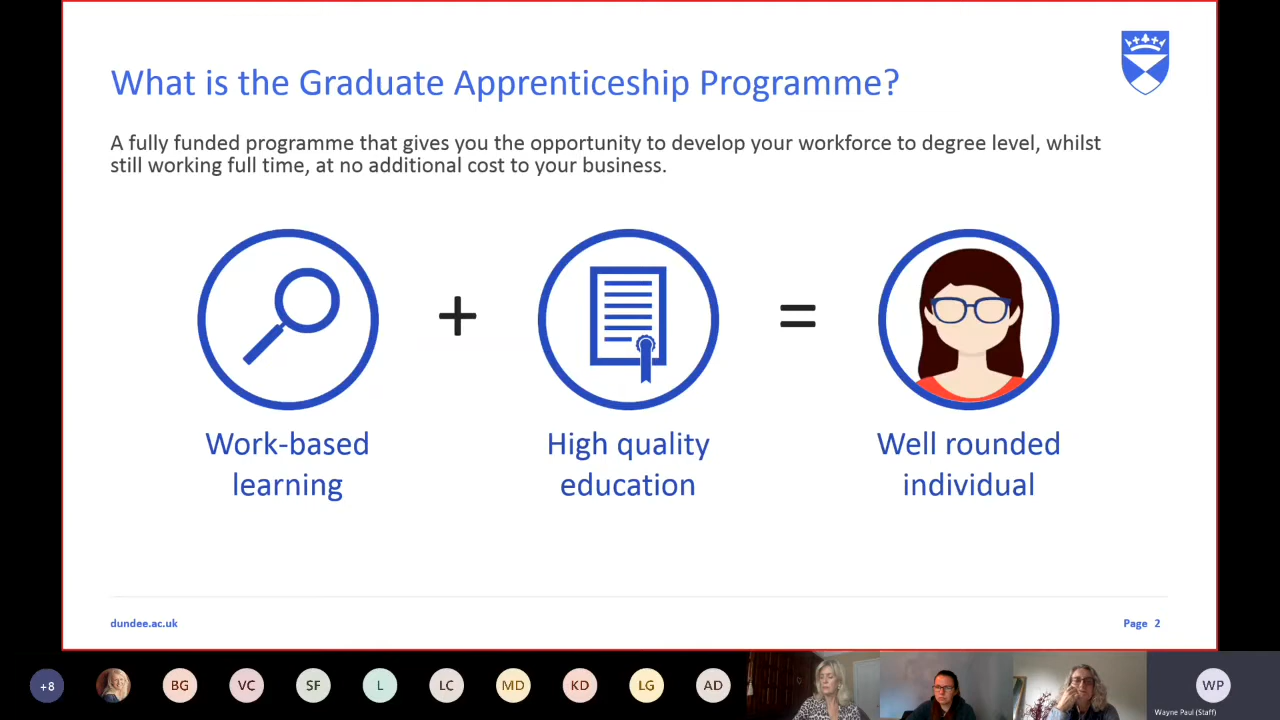 What is the Graduate Apprenticeship Programme?
A fully funded programme that gives you the opportunity to develop your workforce to degree level, whilst
still working full time, at no additional cost to your business.
+
=
Work-based
learning
High quality
education
Well rounded
individual
dundee.ac.uk
Page 2
+8
BG
VC
SF
L
LC
MD
KD
LG
AD
WP
Wayne Paul (Staff)